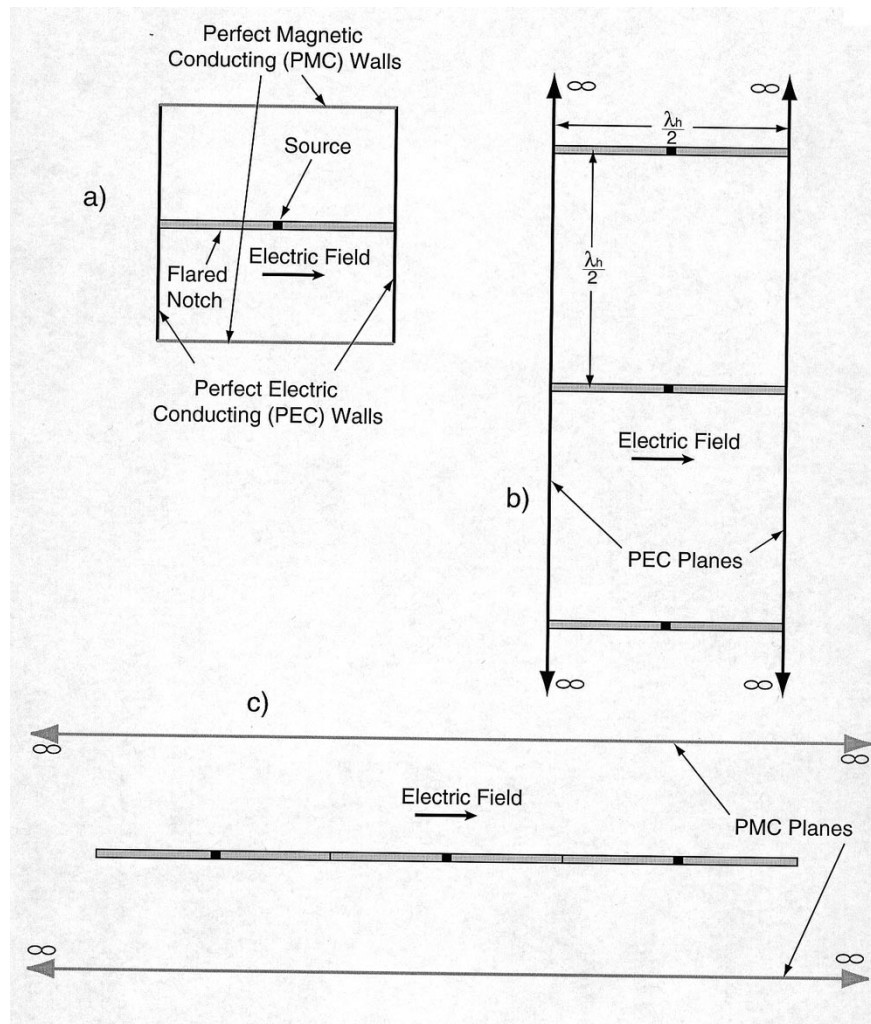 Perfect Magnetic
Conducting (PMC) Walls
Source
a)
Electric Field
Flared
Notch
Perfect Electric
Conducting (PEC) Walls
∞ ∞
λh
2
λh
2
Electric Field
b)
PEC Planes
∞ ∞
c)
∞ ∞
Electric Field
PMC Planes
∞ ∞